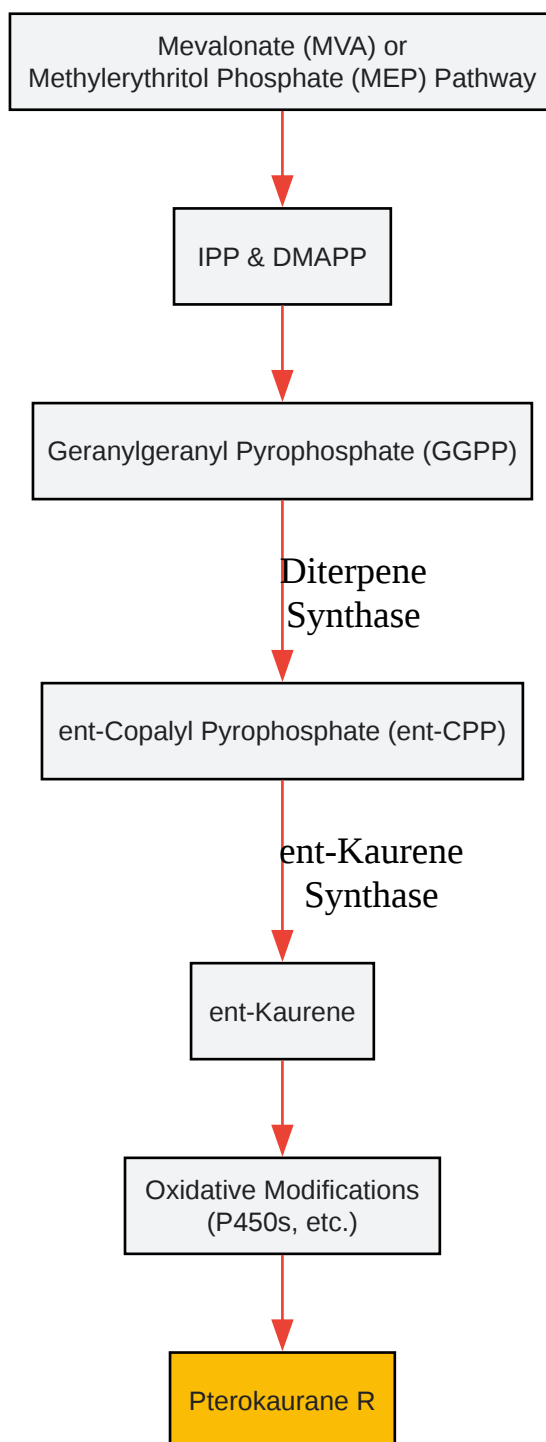 Mevalonate (MVA) or
Methylerythritol Phosphate (MEP) Pathway
IPP & DMAPP
Geranylgeranyl Pyrophosphate (GGPP)
Diterpene
Synthase
ent-Copalyl Pyrophosphate (ent-CPP)
ent-Kaurene
Synthase
ent-Kaurene
Oxidative Modifications
(P450s, etc.)
Pterokaurane R